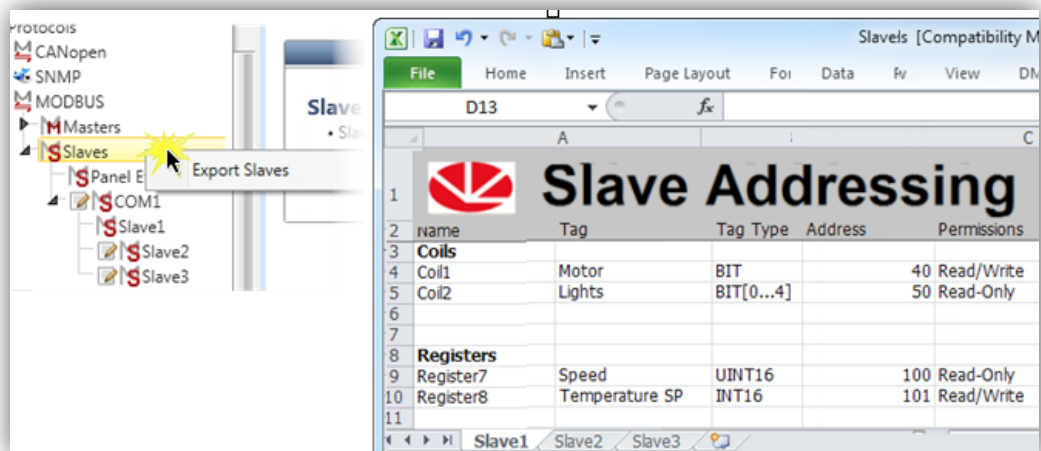 Protocols
CANopen
SNMP
MODBUS
Masters
Slaves
Export Slaves
Panel E
COM1
Slave1
Slave2
Slave3
Slave
Slavels [Compatibility M
File Home Insert Page Layout For Data Rv View DM
D13 fx
A C
1 Slave Addressing
2 Name Tag Tag Type Address Permissions
3 Coils
4 Coil1 Motor BIT 40 Read/Write
5 Coil2 Lights BIT[0...4] 50 Read-Only
6
7
8 Registers
9 Register7 Speed UINT16 100 Read-Only
10 Register8 Temperature SP INT16 101 Read/Write
11
Slave1 Slave2 Slave3